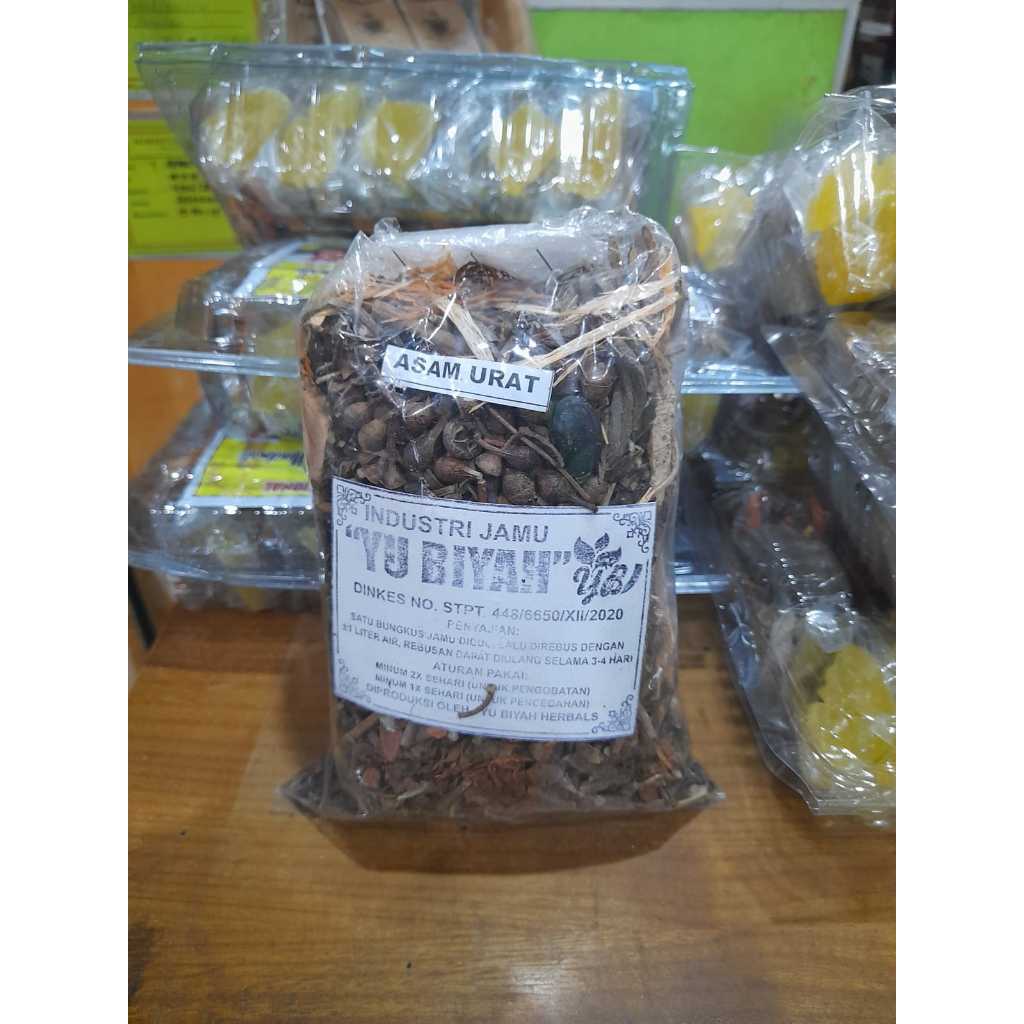 ASAM URAT
INDUSTRI JAMU
"YU BIYAH"
DINKES NO. STPT. 448/6650/XII/2020
PENYAJIAN:
SATU BUNGKUS JAMU DICUCI LALU DIREBUS DENGAN
±1 LITER AIR, REBUSAN DAPAT DIULANG SELAMA 3-4 HARI
ATURAN PAKAI:
MINUM 2X SEHARI (UNTUK PENGOBATAN)
MINUM 1X SEHARI (UNTUK PENCEGAHAN)
DIPRODUKSI OLEH YU BIYAH HERBALS